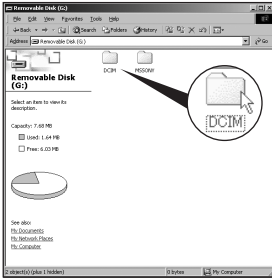 Removable Disk (G:)
File Edit View Favorites Tools Help
Back Search Folders History
Address Removable Disk (G:) Go
Removable Disk
(G:)
Select an item to view its
description.
Capacity: 7.68 MB
Used: 1.64 MB
Free: 6.03 MB
See also:
My Documents
My Network Places
My Computer
DCIM MSSONY
DCIM
2 object(s) (plus 1 hidden) 0 bytes My Computer